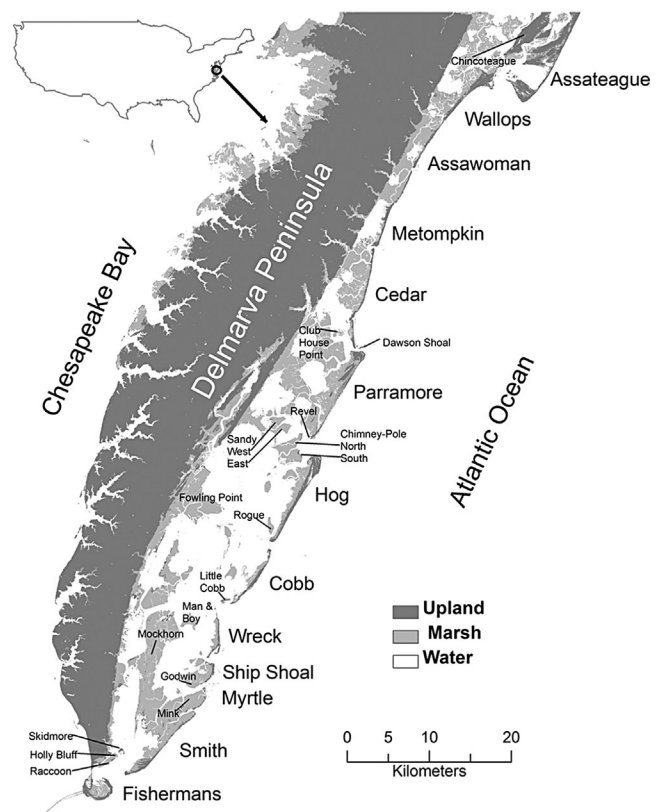 Chincoteague
Assateague
Wallops
Assawoman
Metompkin
Cedar
Club
House
Point
Dawson Shoal
Parramore
Revel
Sandy
West
East
Chimney-Pole
North
South
Hog
Fowling Point
Rogue
Little
Cobb
Cobb
Man &
Boy
Wreck
Mockhorn
Ship Shoal
Godwin
Myrtle
Mink
Smith
Skidmore
Holly Bluff
Raccoon
Fishermans
Chesapeake Bay
Delmarva Peninsula
Atlantic Ocean
Upland
Marsh
Water
0 5 10 20
Kilometers